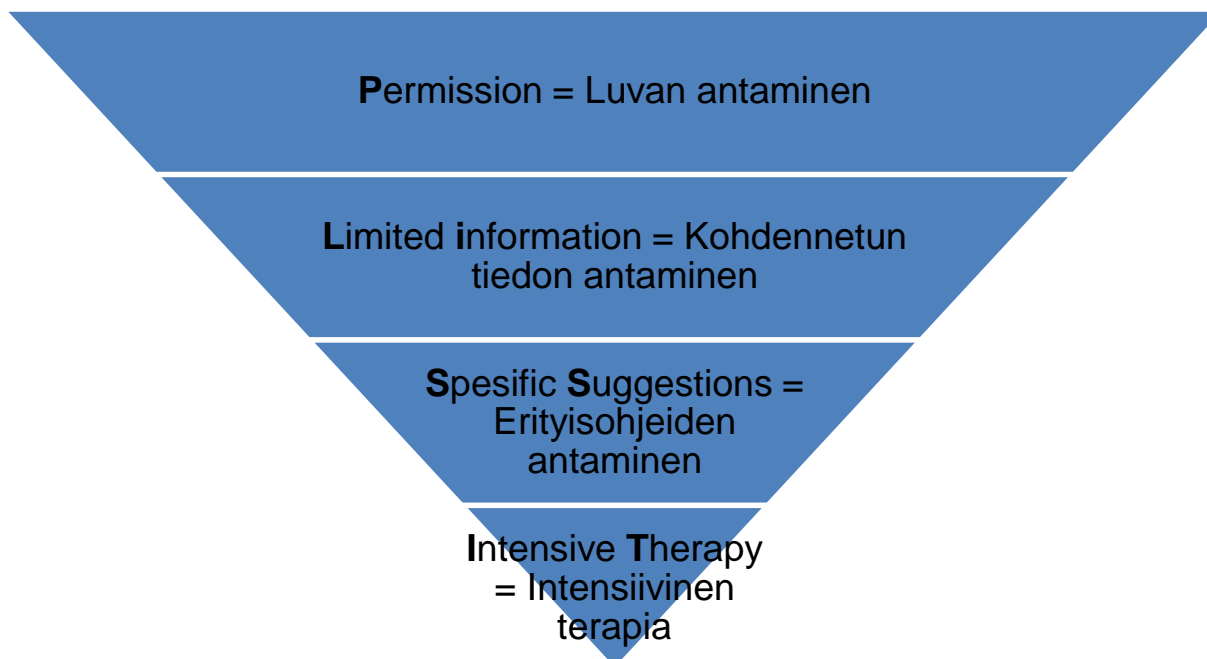 Permission = Luvan antaminen
Limited information = Kohdennetun
tiedon antaminen
Spesific Suggestions =
Erityisohjeiden
antaminen
Intensive Therapy
= Intensiivinen
terapia